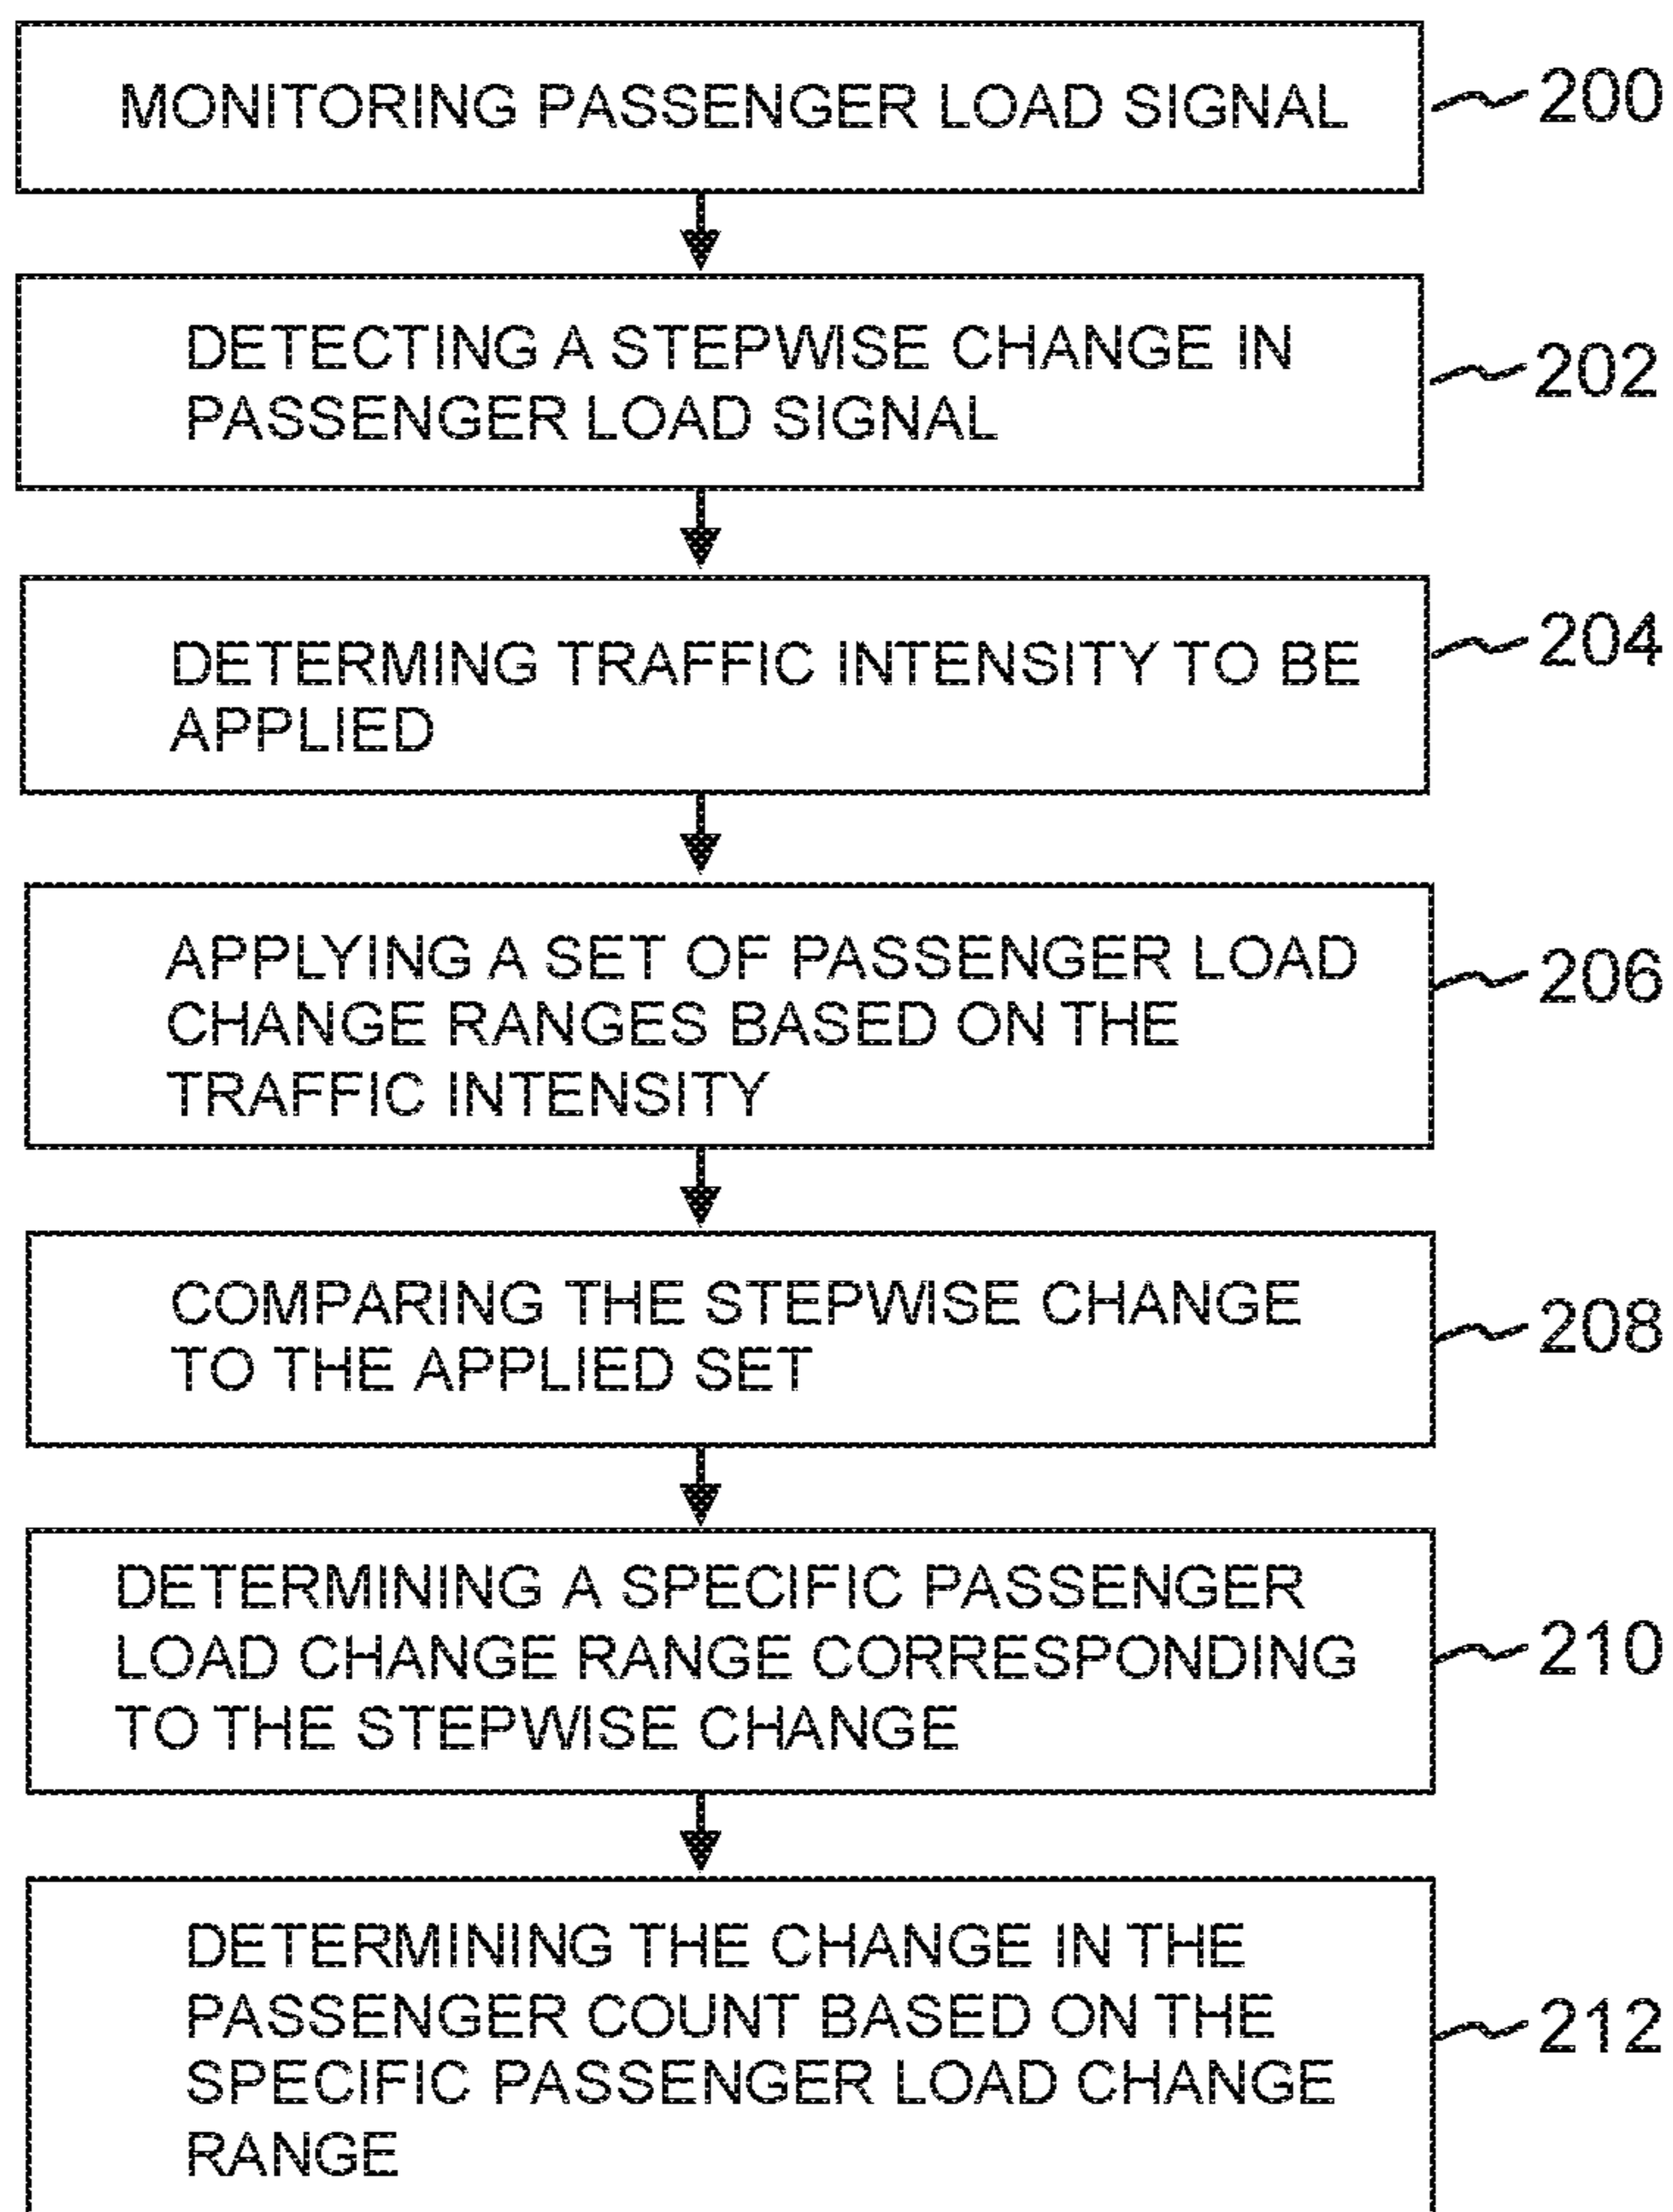 MONITORING PASSENGER LOAD SIGNAL
200
DETECTING A STEPWISE CHANGE IN
PASSENGER LOAD SIGNAL
202
DETERMING TRAFFIC INTENSITY TO BE
APPLIED
204
APPLYING A SET OF PASSENGER LOAD
CHANGE RANGES BASED ON THE
TRAFFIC INTENSITY
206
COMPARING THE STEPWISE CHANGE
TO THE APPLIED SET
208
DETERMINING A SPECIFIC PASSENGER
LOAD CHANGE RANGE CORRESPONDING
TO THE STEPWISE CHANGE
210
DETERMINING THE CHANGE IN THE
PASSENGER COUNT BASED ON THE
SPECIFIC PASSENGER LOAD CHANGE
RANGE
212